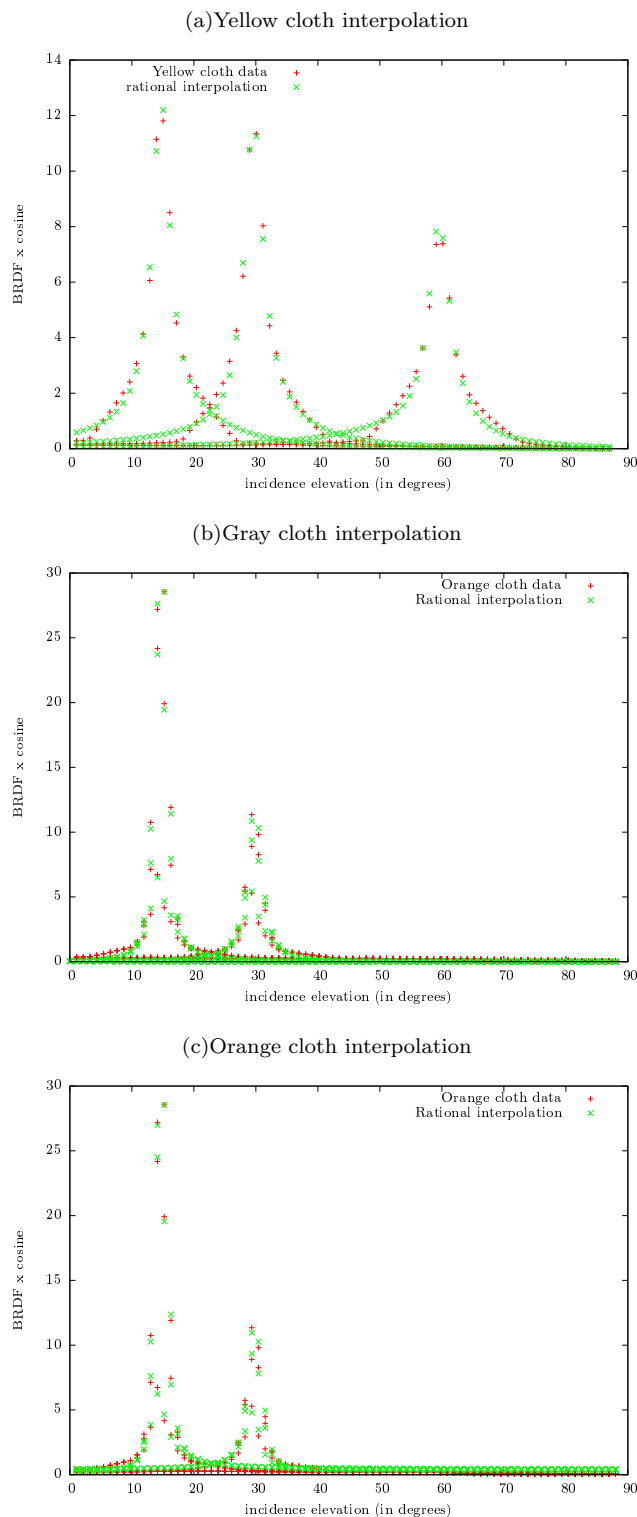 (a)Yellow cloth interpolation
14
12
10
8
6
4
2
0
BRDF x cosine
Yellow cloth data
rational interpolation
0 10 20 30 40 50 60 70 80 90
incidence elevation (in degrees)
(b)Gray cloth interpolation
30
25
20
15
10
5
0
BRDF x cosine
Orange cloth data
Rational interpolation
0 10 20 30 40 50 60 70 80 90
incidence elevation (in degrees)
(c)Orange cloth interpolation
30
25
20
15
10
5
0
BRDF x cosine
Orange cloth data
Rational interpolation
0 10 20 30 40 50 60 70 80 90
incidence elevation (in degrees)